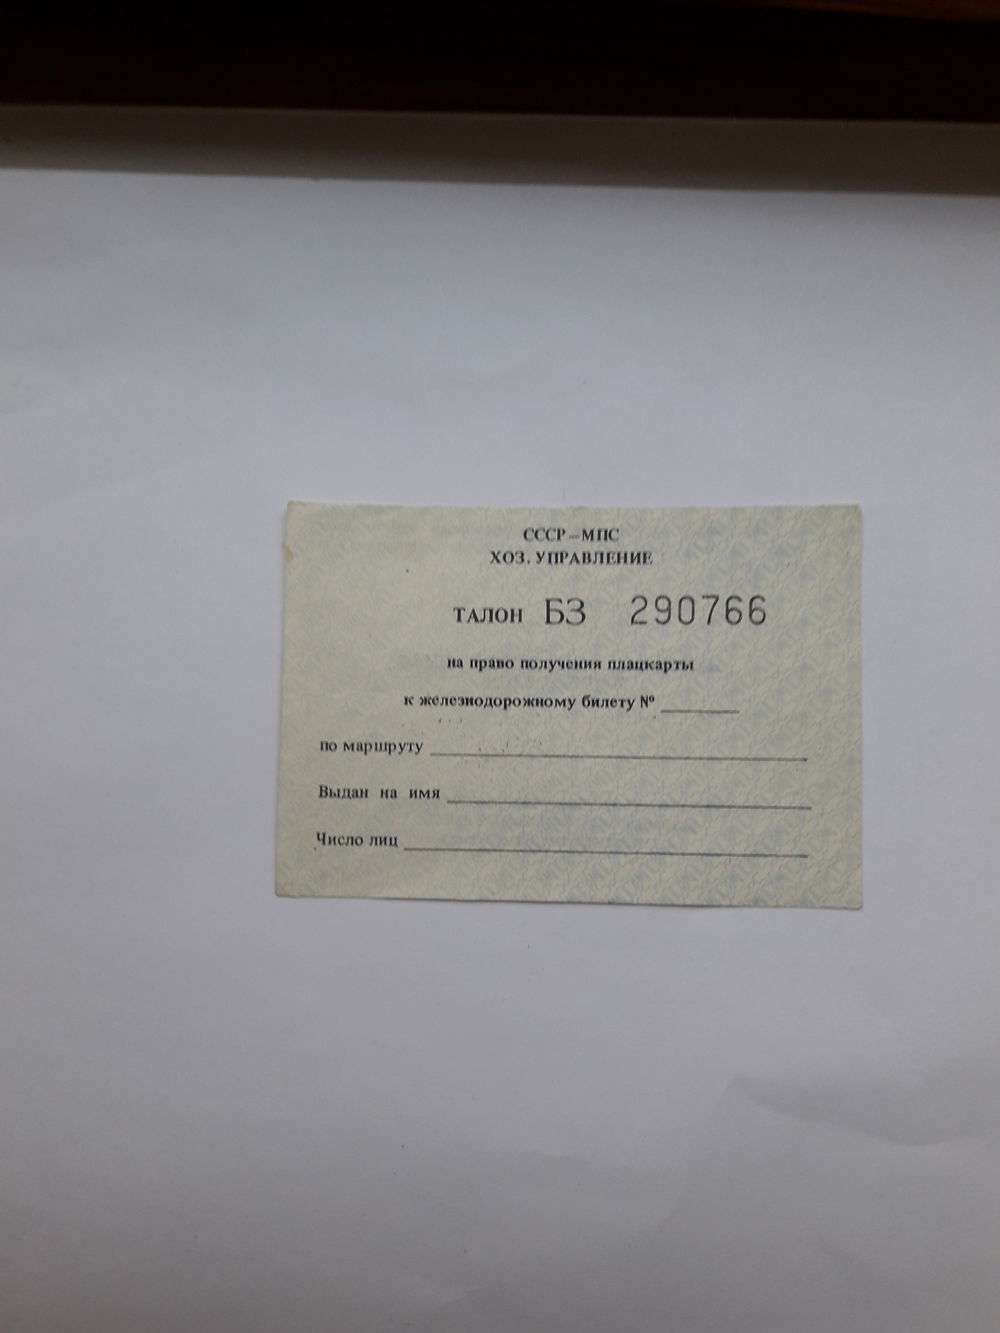 СССР – МПС
ХОЗ. УПРАВЛЕНИЕ
ТАЛОН БЗ 290766
на право получения плацкарты
к железнодорожному билету №
по маршруту
Выдан на имя
Число лиц